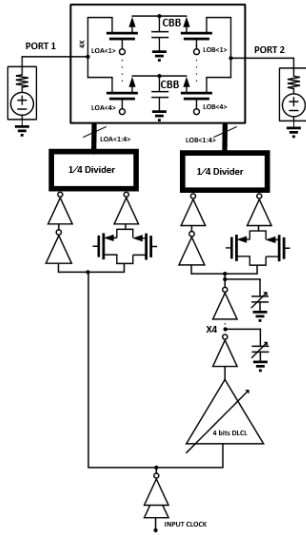 PORT 1
4X
CBB
LOA<1>
LOB<1>
PORT 2
CBB
LOA<4>
LOB<4>
LOA<1:4>
LOB<1:4>
1/4 Divider
1/4 Divider
X4
4 bits DLCL
INPUT CLOCK